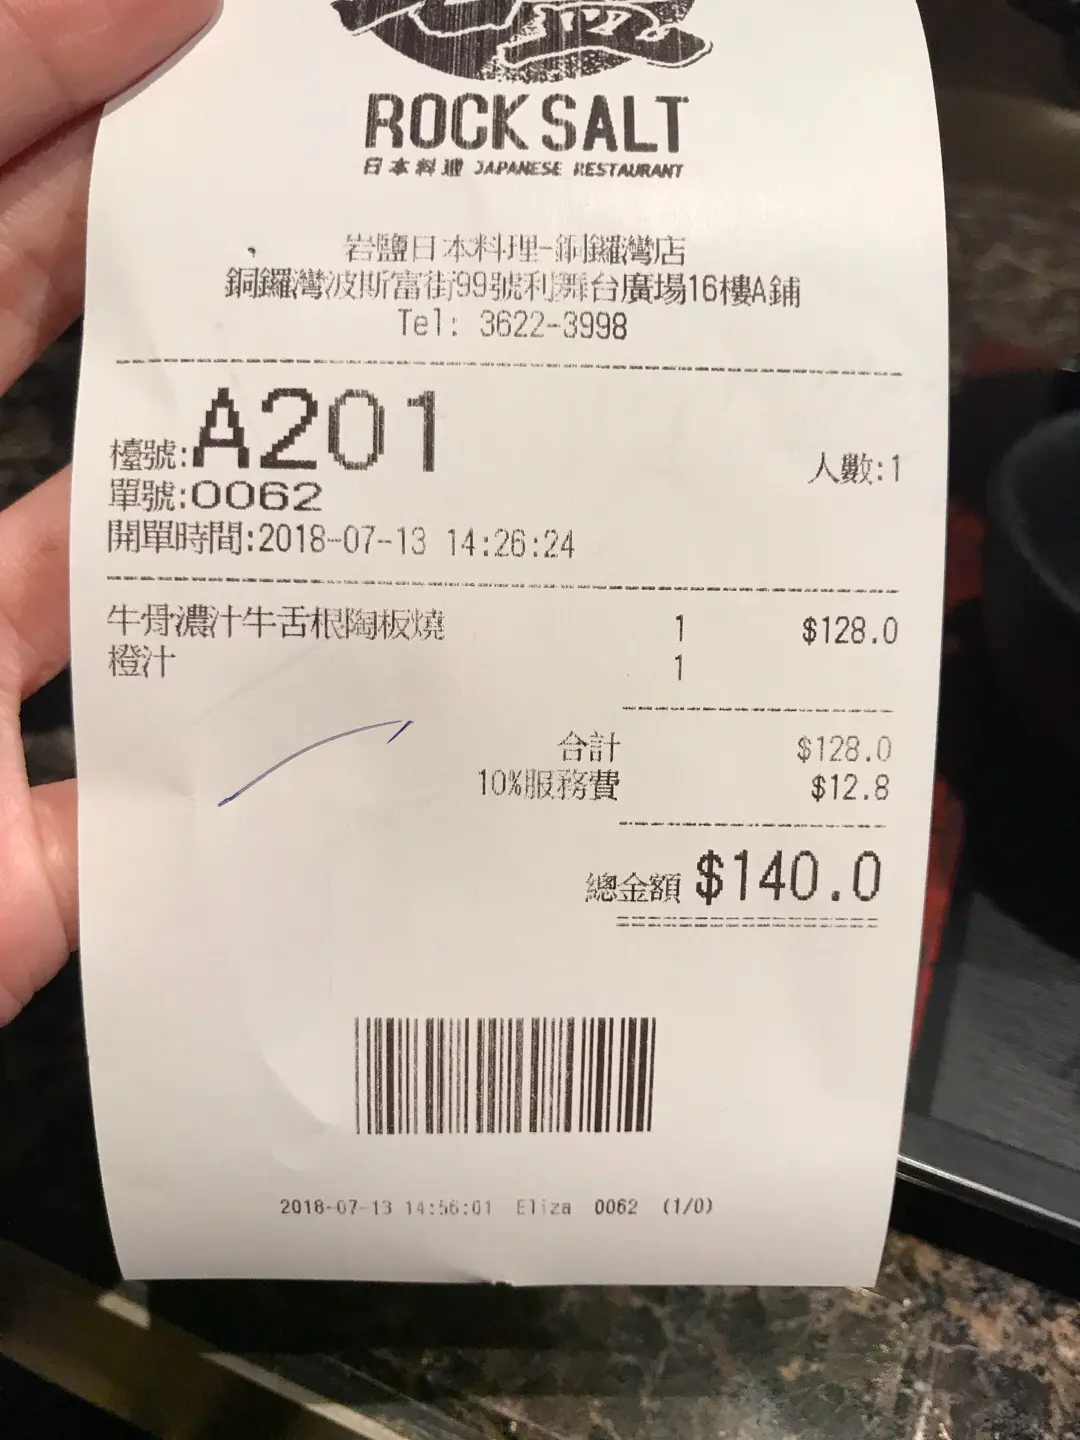 ROCK SALT
日本料理 JAPANESE RESTAURANT
岩鹽日本料理-銅鑼灣店
銅鑼灣波斯富街99號利舞台廣場16樓A鋪
Tel: 3622-3998
檯號:A201 人數:1
單號:0062
開單時間:2018-07-13 14:26:24
牛骨濃汁牛舌根陶板燒 1 $128.0
橙汁 1
合計 $128.0
10%服務費 $12.8
總金額 $140.0
2018-07-13 14:56:01 Eliza 0062 (1/0)